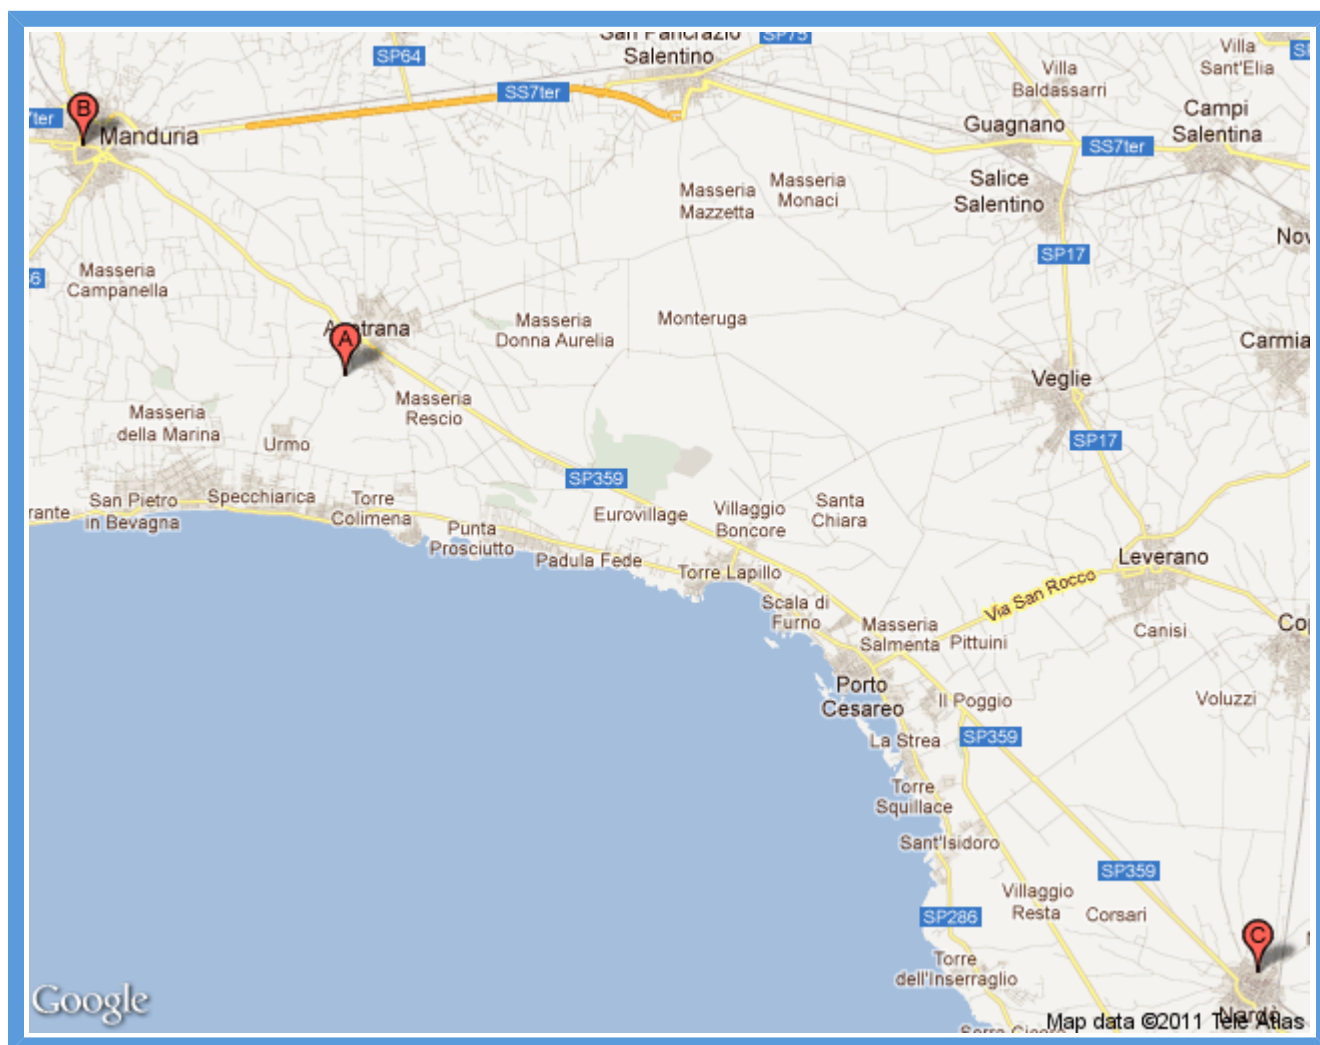 San Pancrazio
Salentino
SP75
SP64
Villa
Sant'Elia
Villa
Baldassarri
SS7ter
B
7ter
Manduria
Campi
Salentina
Guagnano
SS7ter
Masseria
Mazzetta
Masseria
Monaci
Salice
Salentino
SP17
Masseria
Campanella
A
Masseria
Donna Aurelia
Monteruga
Veglie
Masseria
Rescio
Masseria
della Marina
Urmo
SP17
SP359
San Pietro
in Bevagna
Specchiarica
Torre
Colimena
Punta
Prosciutto
Eurovillage
Villaggio
Boncore
Santa
Chiara
Padula Fede
Torre Lapillo
Leverano
Via San Rocco
Scala di
Furno
Masseria
Salmenta
Pittuini
Canisi
Porto
Cesareo
Il Poggio
Voluzzi
La Strea
SP359
Torre
Squillace
Sant'Isidoro
SP359
Villaggio
Resta
Corsari
SP286
C
Torre
dell'Inserraglio
Google
Nardò
Map data ©2011 Tele Atlas